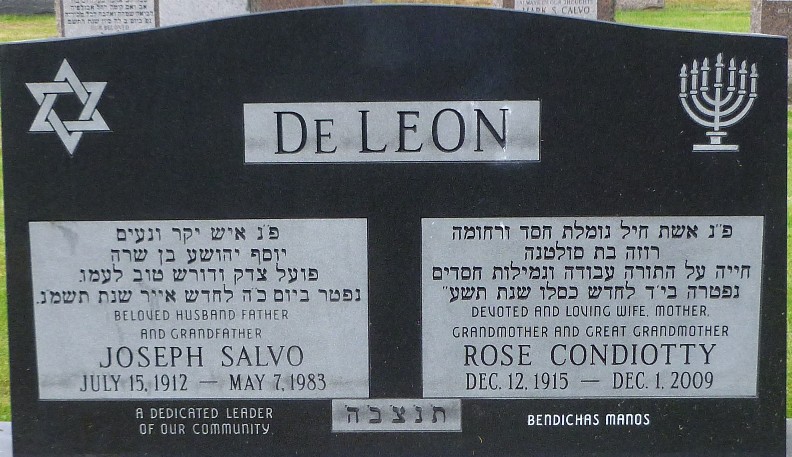 MARK S. CALVO
DE LEON
פ״נ איש יקר ונעים
יוסף יהושע בן שרה
פועל צדק ודורש טוב לעמו.
נפטר ביום כ״ה לחדש אייר שנת תשמ״ג.
BELOVED HUSBAND FATHER
AND GRANDFATHER
JOSEPH SALVO
JULY 15, 1912 — MAY 7, 1983
A DEDICATED LEADER
OF OUR COMMUNITY.
פ״נ אשת חיל גומלת חסד ורחומה
רוזה בת סולטנה
חייה על התורה עבודה וגמילות חסדים
נפטרה בי״ד לחדש כסלו שנת תשע״
DEVOTED AND LOVING WIFE, MOTHER,
GRANDMOTHER AND GREAT GRANDMOTHER
ROSE CONDIOTTY
DEC. 12, 1915 — DEC. 1, 2009
BENDICHAS MANOS
תנצבה